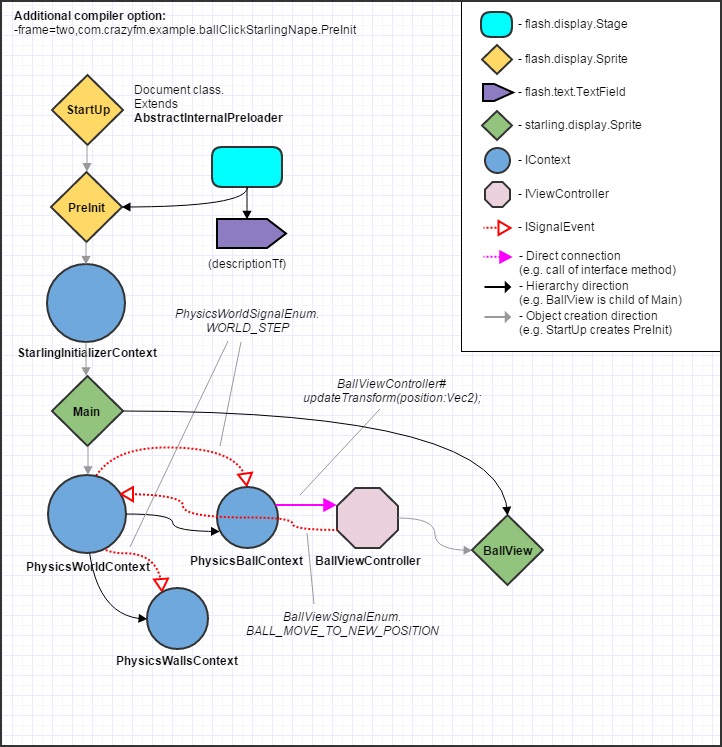 Additional compiler option:
-frame=two,com.crazyfm.example.ballClickStarlingNape.PreInit
- flash.display.Stage
- flash.display.Sprite
- flash.text.TextField
- starling.display.Sprite
- IContext
- IViewController
- ISignalEvent
- Direct connection
(e.g. call of interface method)
- Hierarchy direction
(e.g. BallView is child of Main)
- Object creation direction
(e.g. StartUp creates PreInit)
StartUp
Document class.
Extends
AbstractInternalPreloader
PreInit
(descriptionTf)
StarlingInitializerContext
PhysicsWorldSignalEnum.
WORLD_STEP
Main
BallViewController#
updateTransform(position:Vec2);
PhysicsWorldContext
PhysicsBallContext
BallViewController
BallView
BallViewSignalEnum.
BALL_MOVE_TO_NEW_POSITION
PhysicsWallsContext